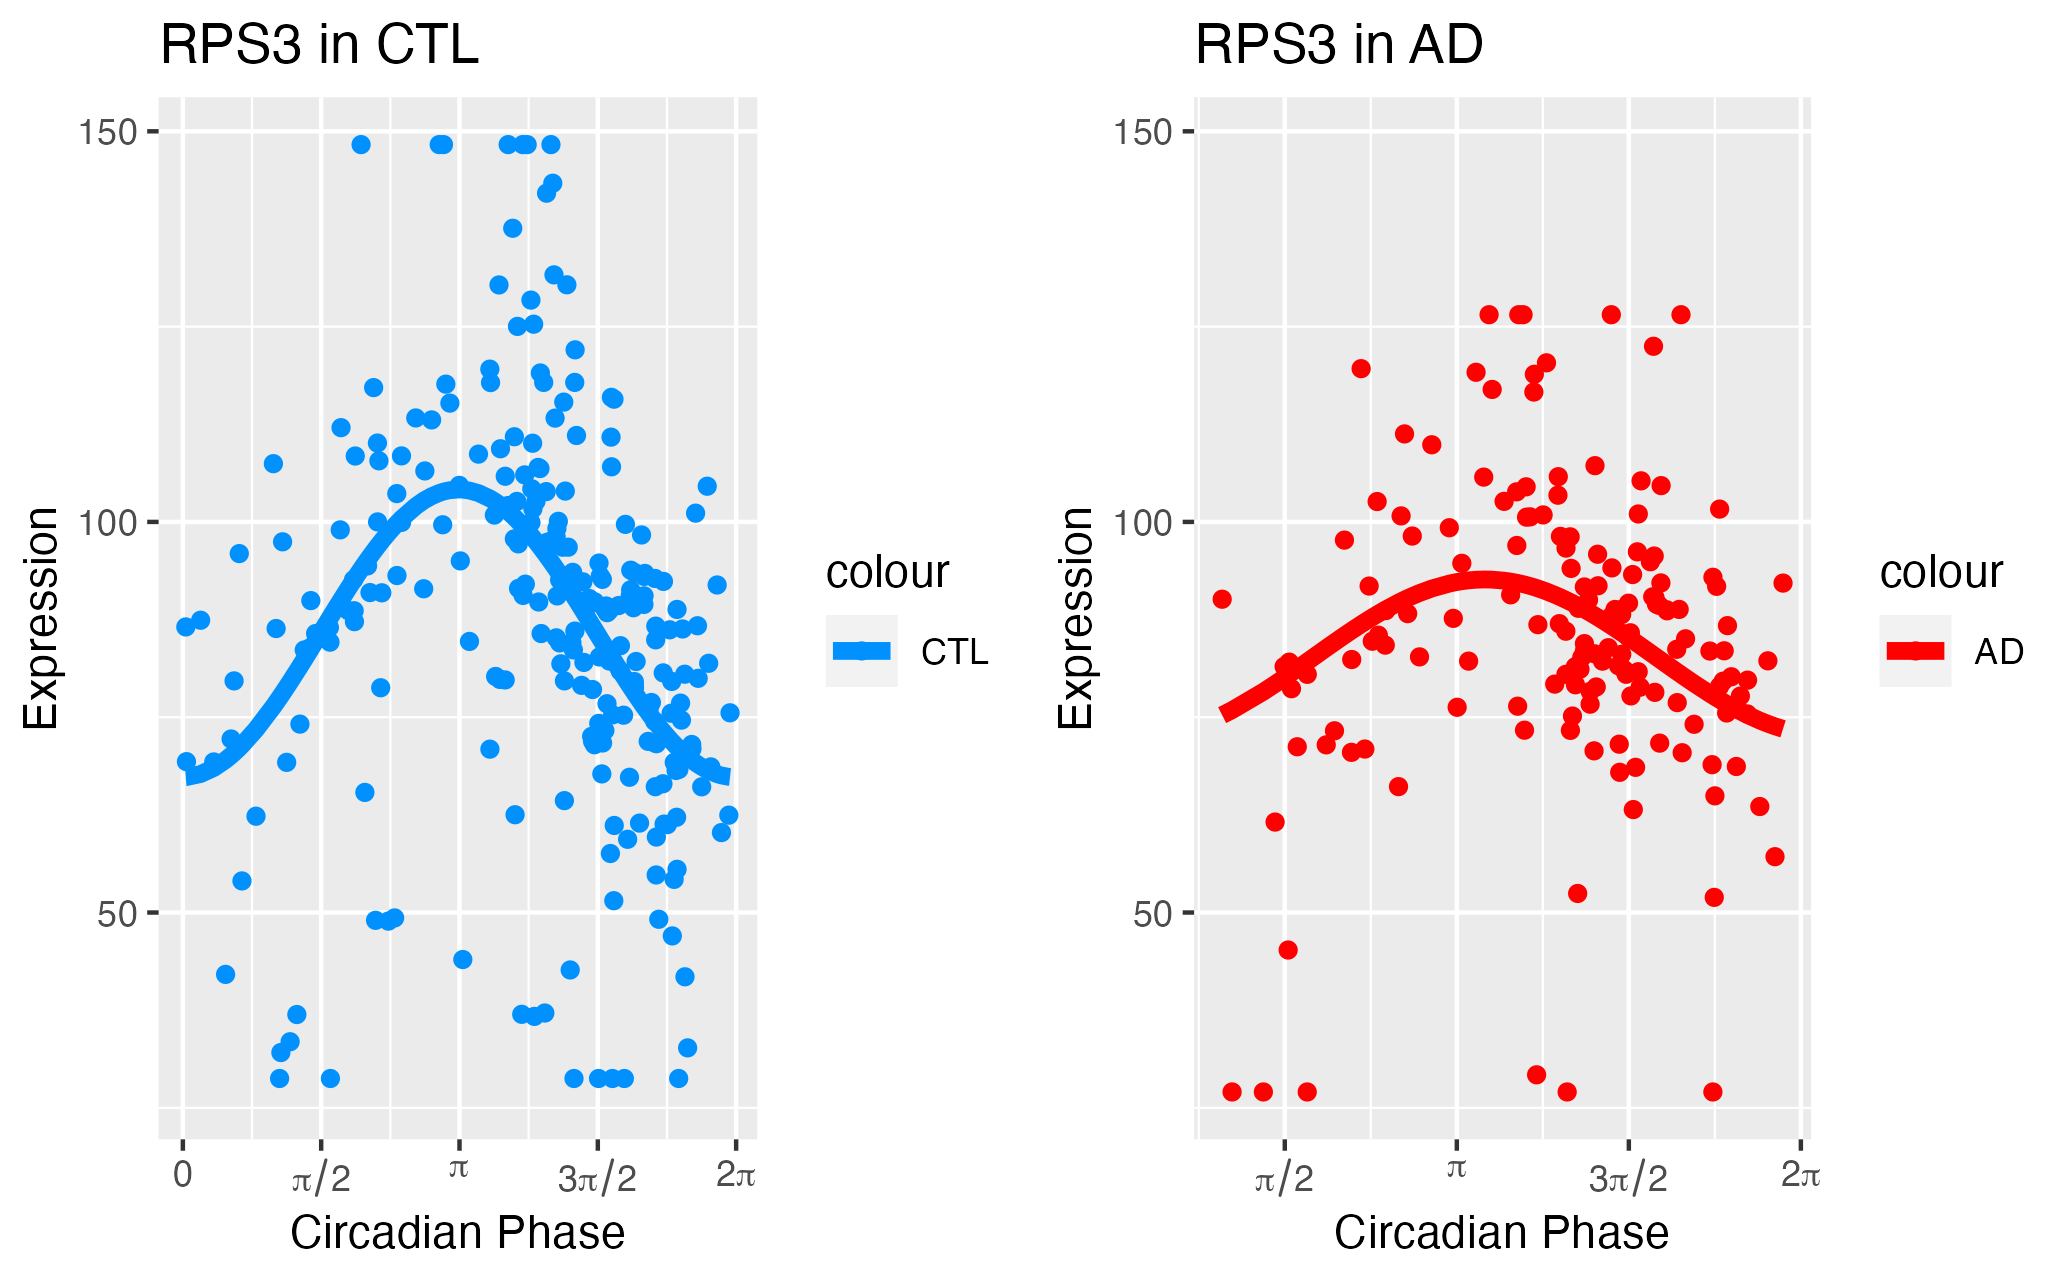 RPS3 in CTL
150
100
50
Expression
0
π/2
π
3π/2
2π
Circadian Phase
colour
CTL
RPS3 in AD
150
100
50
Expression
π/2
π
3π/2
2π
Circadian Phase
colour
AD